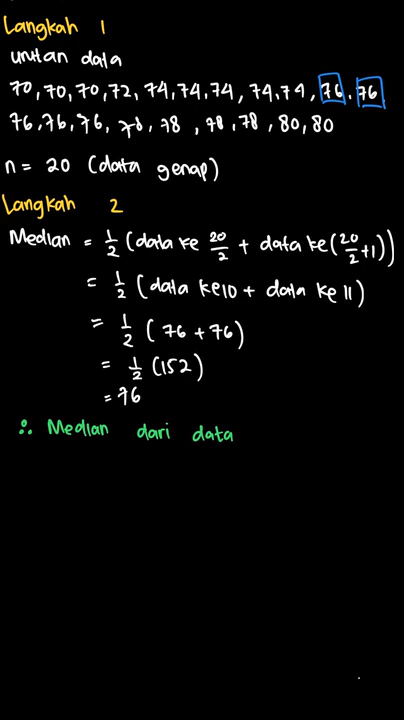 Langkah 1
urutan data
70, 70, 70, 72, 74, 74, 74, 74, 74, 76, 76
76, 76, 76, 78, 78, 78, 78, 80, 80
n = 20 (data genap)
Langkah 2
Median = 1/2 (data ke 20/2 + data ke (20/2 + 1))
= 1/2 (data ke 10 + data ke 11)
= 1/2 (76 + 76)
= 1/2 (152)
= 76
∴ Median dari data